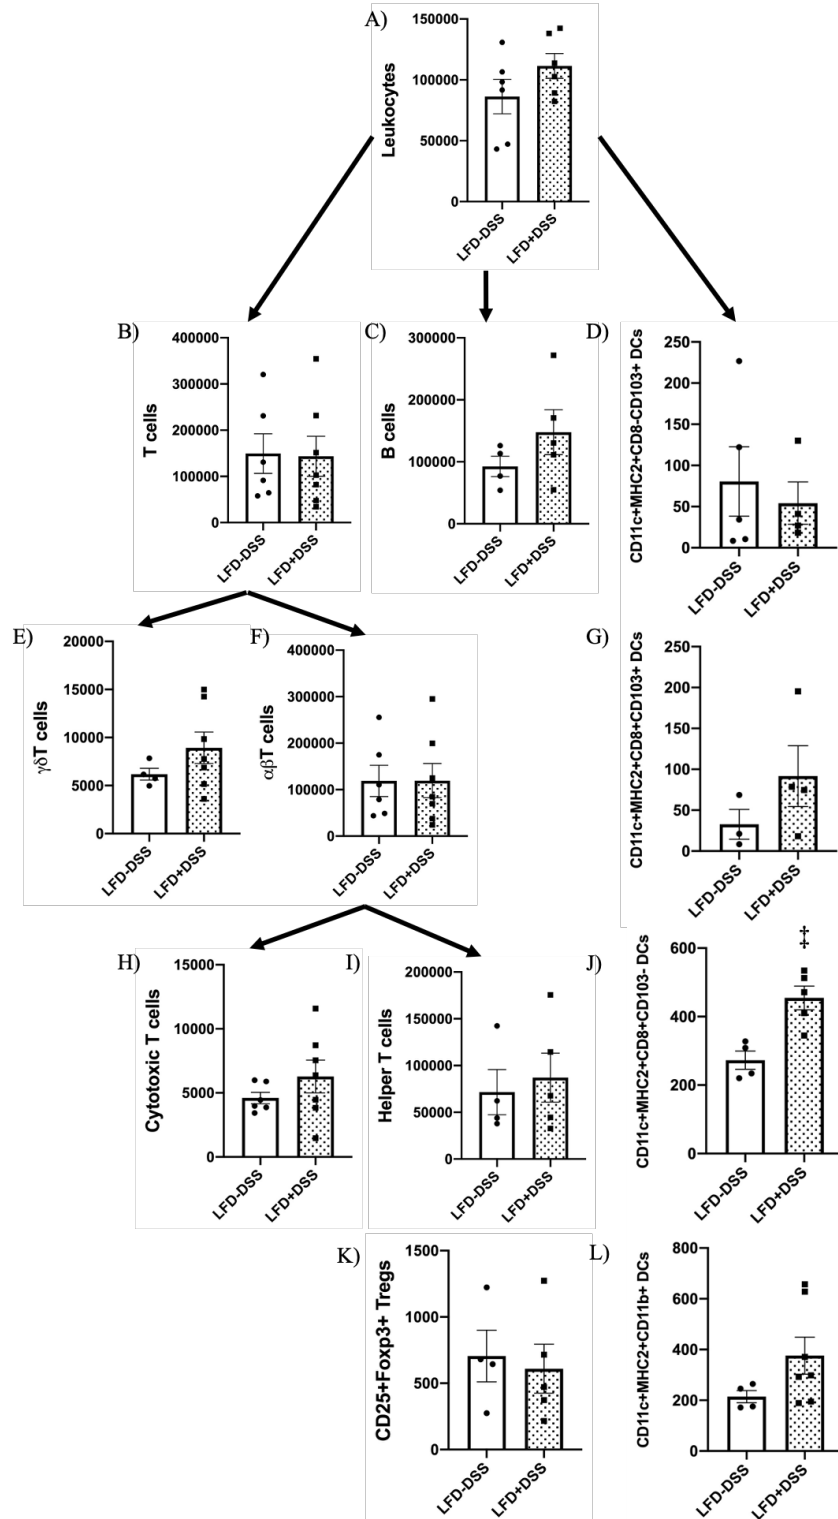 A)
Leukocytes
150000
100000
50000
0
LFD-DSS
LFD+DSS
B)
T cells
400000
300000
200000
100000
0
LFD-DSS
LFD+DSS
C)
B cells
300000
200000
100000
0
LFD-DSS
LFD+DSS
D)
CD11c+MHC2+CD8-CD103+ DCs
250
200
150
100
50
0
LFD-DSS
LFD+DSS
E)
γδT cells
20000
15000
10000
5000
0
LFD-DSS
LFD+DSS
F)
αβT cells
400000
300000
200000
100000
0
LFD-DSS
LFD+DSS
G)
CD11c+MHC2+CD8+CD103+ DCs
250
200
150
100
50
0
LFD-DSS
LFD+DSS
H)
Cytotoxic T cells
15000
10000
5000
0
LFD-DSS
LFD+DSS
I)
Helper T cells
200000
150000
100000
50000
0
LFD-DSS
LFD+DSS
J)
CD11c+MHC2+CD8+CD103- DCs
600
400
200
0
‡
LFD-DSS
LFD+DSS
K)
CD25+Foxp3+ Tregs
1500
1000
500
0
LFD-DSS
LFD+DSS
L)
CD11c+MHC2+CD11b+ DCs
800
600
400
200
0
LFD-DSS
LFD+DSS